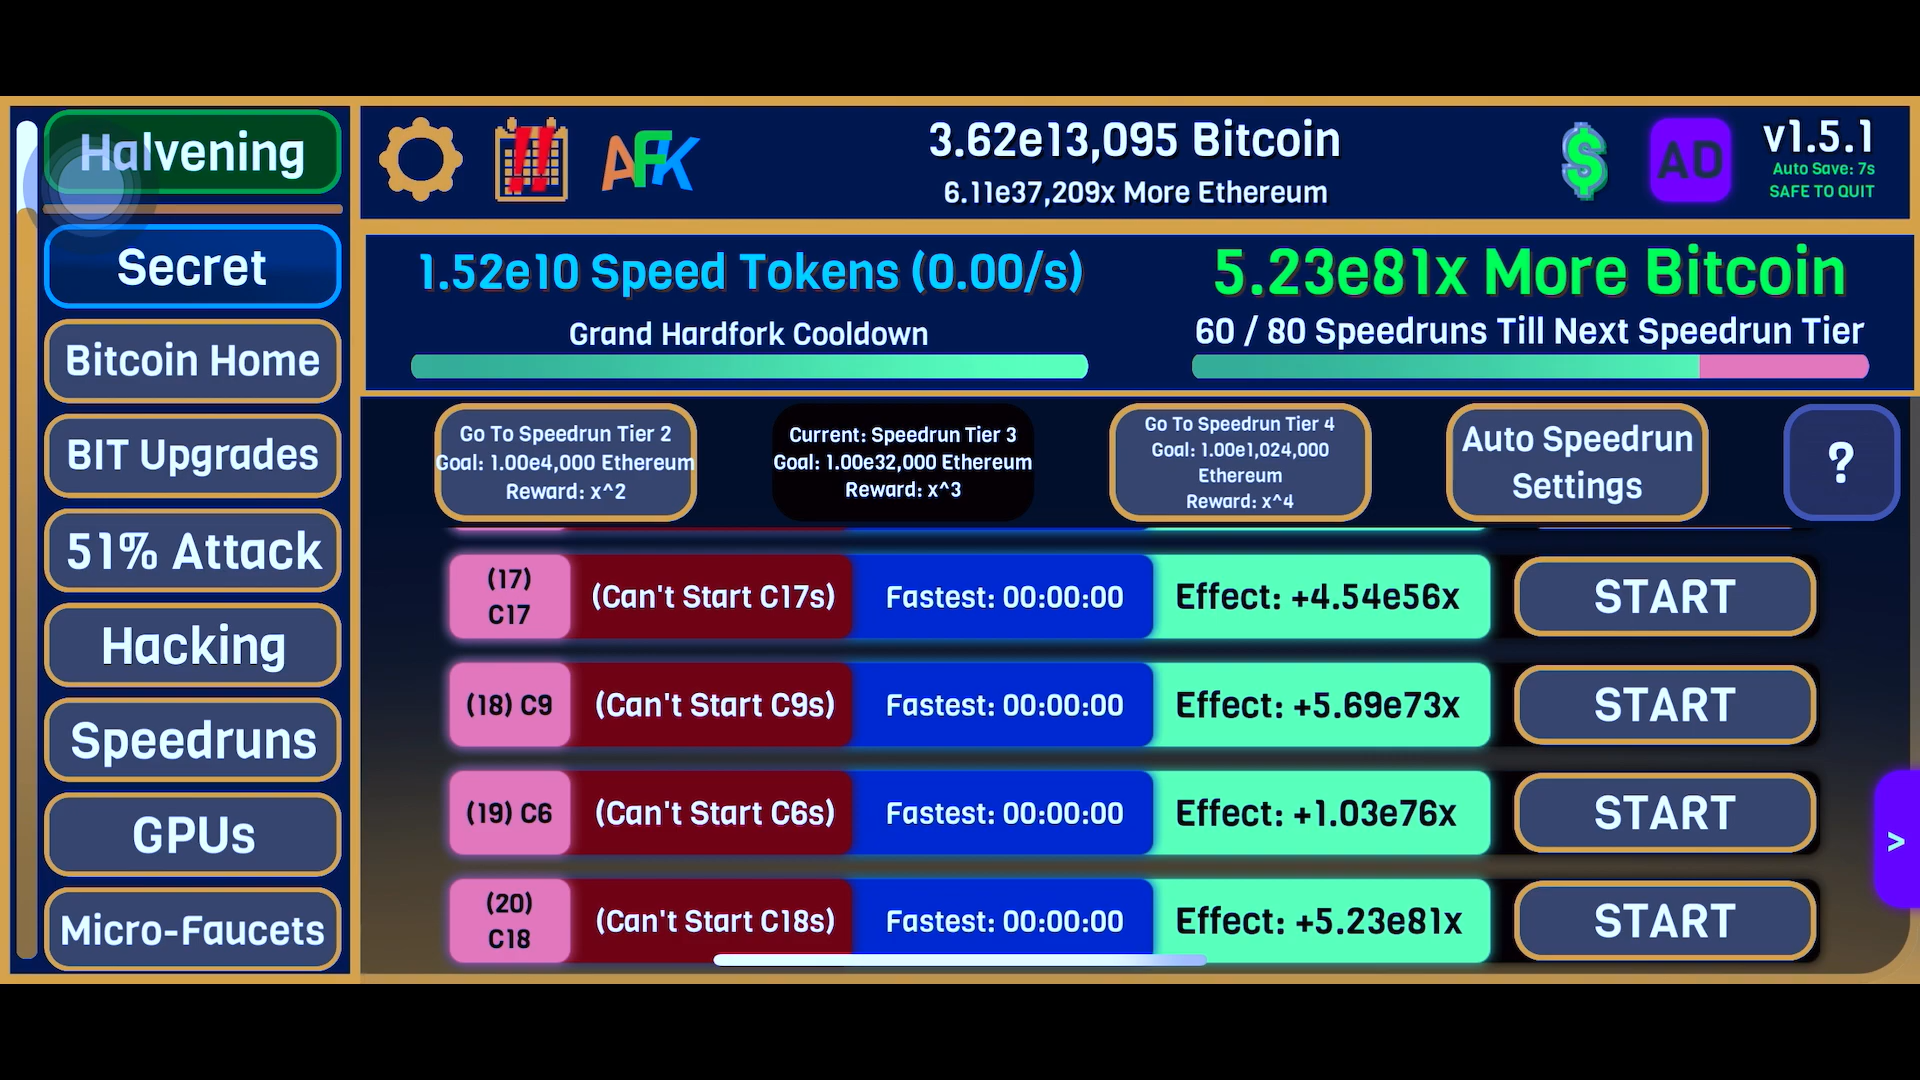 Halvening
Secret
Bitcoin Home
BIT Upgrades
51% Attack
Hacking
Speedruns
GPUs
Micro-Faucets
AFK
3.62e13,095 Bitcoin
6.11e37,209x More Ethereum
$
AD
v1.5.1
Auto Save: 7s
SAFE TO QUIT
1.52e10 Speed Tokens (0.00/s)
Grand Hardfork Cooldown
5.23e81x More Bitcoin
60 / 80 Speedruns Till Next Speedrun Tier
Go To Speedrun Tier 2
Goal: 1.00e4,000 Ethereum
Reward: x^2
Current: Speedrun Tier 3
Goal: 1.00e32,000 Ethereum
Reward: x^3
Go To Speedrun Tier 4
Goal: 1.00e1,024,000
Ethereum
Reward: x^4
Auto Speedrun
Settings
?
(17)
C17
(Can't Start C17s)
Fastest: 00:00:00
Effect: +4.54e56x
START
(18) C9
(Can't Start C9s)
Fastest: 00:00:00
Effect: +5.69e73x
START
(19) C6
(Can't Start C6s)
Fastest: 00:00:00
Effect: +1.03e76x
START
(20)
C18
(Can't Start C18s)
Fastest: 00:00:00
Effect: +5.23e81x
START
>